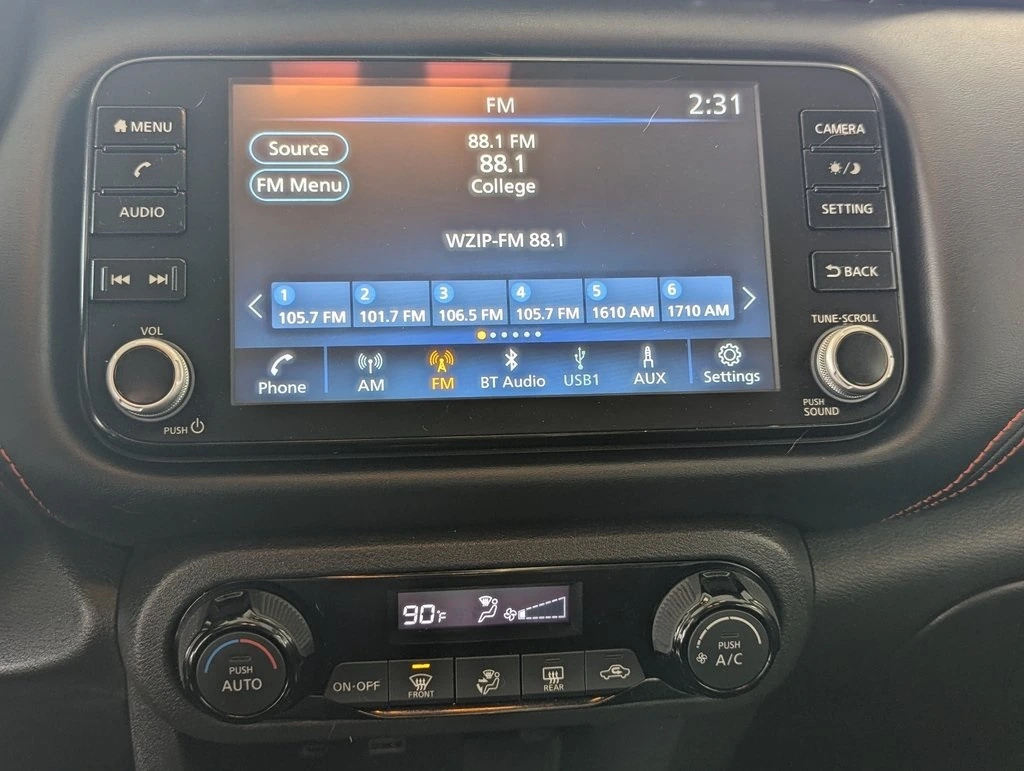 FM
2:31
MENU
AUDIO
VOL
PUSH
Source
FM Menu
88.1 FM
88.1
College
WZIP-FM 88.1
1
105.7 FM
2
101.7 FM
3
106.5 FM
4
105.7 FM
5
1610 AM
6
1710 AM
Phone
AM
FM
BT Audio
USB1
AUX
Settings
CAMERA
SETTING
BACK
TUNE·SCROLL
PUSH
SOUND
90°F
PUSH
AUTO
ON·OFF
FRONT
REAR
PUSH
A/C